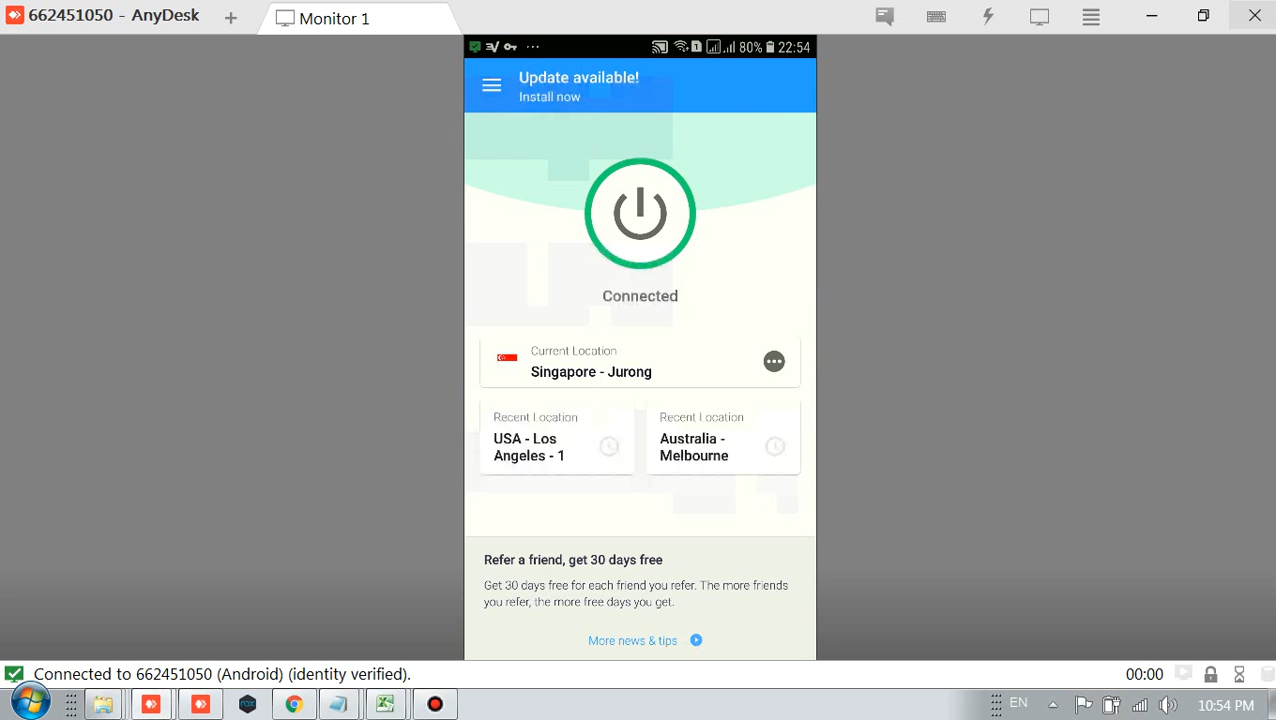 662451050 - AnyDesk
Monitor 1
80% 22:54
Update available!
Install now
Connected
Current Location
Singapore - Jurong
Recent Location
USA - Los
Angeles - 1
Recent Location
Australia -
Melbourne
Refer a friend, get 30 days free
Get 30 days free for each friend you refer. The more friends
you refer, the more free days you get.
More news & tips
Connected to 662451050 (Android) (identity verified).
00:00
EN
10:54 PM